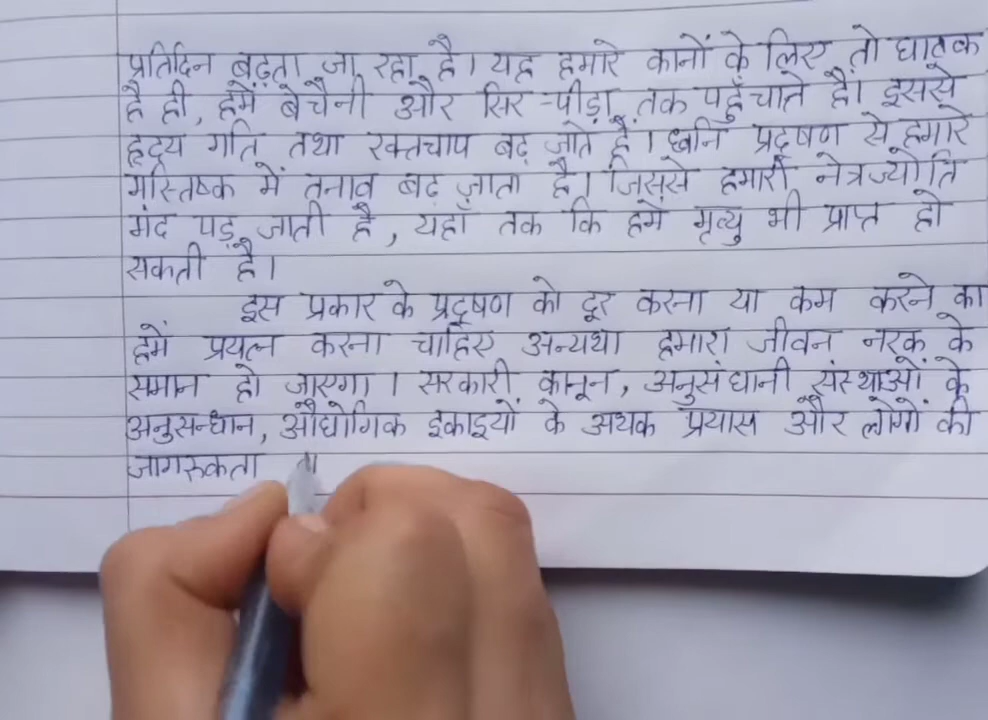 प्रतिदिन बढ़ता जा रहा है। यह हमारे कानों के लिए तो घातक
है ही, हमें बेचैनी और सिर-पीड़ा तक पहुँचाते है। इससे
हृदय गति तथा रक्तचाप बढ़ जाते है। ध्वनि प्रदूषण से हमारे
मस्तिष्क में तनाव बढ़ जाता है। जिससे हमारी नेत्रज्योति
मंद पड़ जाती है, यहाँ तक कि हमें मृत्यु भी प्राप्त हो
सकती है।
इस प्रकार के प्रदूषण को दूर करना या कम करने का
हमें प्रयत्न करना चाहिए अन्यथा हमारा जीवन नरक के
समान हो जाएगा। सरकारी कानून, अनुसंधानी संस्थाओं के
अनुसन्धान, औद्योगिक इकाइयों के अथक प्रयास और लोगों की
जागरुकता